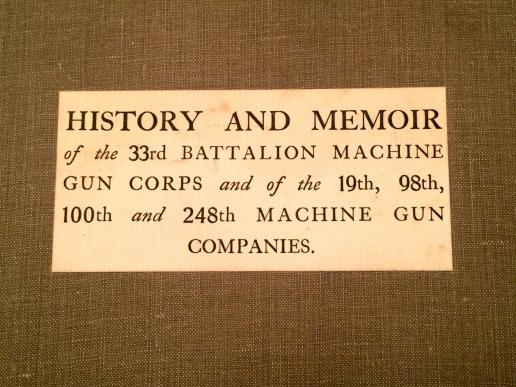 HISTORY AND MEMOIR
of the 33rd BATTALION MACHINE
GUN CORPS and of the 19th, 98th,
100th and 248th MACHINE GUN
COMPANIES.